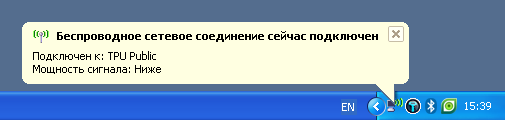 Беспроводное сетевое соединение сейчас подключен
Подключен к: TPU Public
Мощность сигнала: Ниже
EN
15:39